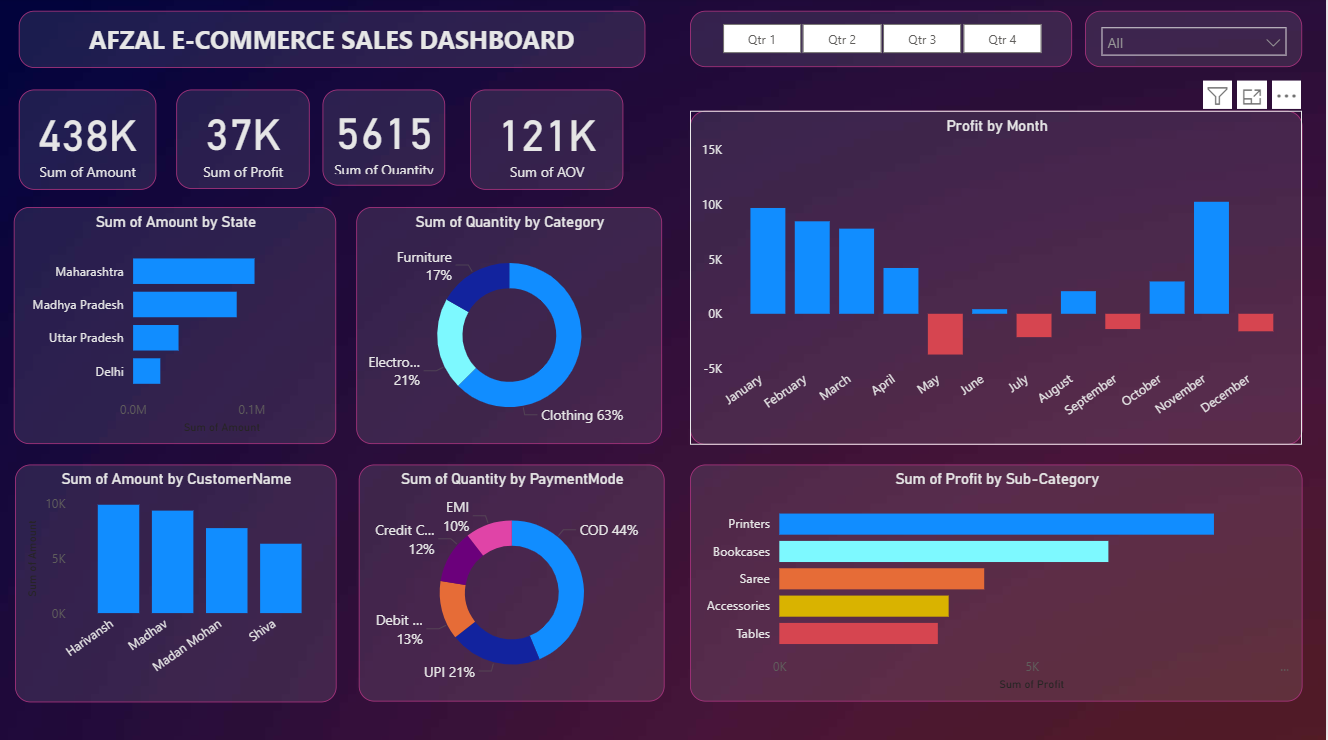 AFZAL E-COMMERCE SALES DASHBOARD
Qtr 1
Qtr 2
Qtr 3
Qtr 4
All
438K
Sum of Amount
37K
Sum of Profit
5615
Sum of Quantity
121K
Sum of AOV
Profit by Month
15K
10K
5K
0K
-5K
January
February
March
April
May
June
July
August
September
October
November
December
Sum of Amount by State
Maharashtra
Madhya Pradesh
Uttar Pradesh
Delhi
0.0M
0.1M
Sum of Amount
Sum of Quantity by Category
Furniture
17%
Electro...
21%
Clothing 63%
Sum of Amount by CustomerName
10K
5K
0K
Sum of Amount
Harivansh
Madhav
Madan Mohan
Shiva
Sum of Quantity by PaymentMode
EMI
10%
Credit C...
12%
COD 44%
Debit ...
13%
UPI 21%
Sum of Profit by Sub-Category
Printers
Bookcases
Saree
Accessories
Tables
0K
5K
...
Sum of Profit